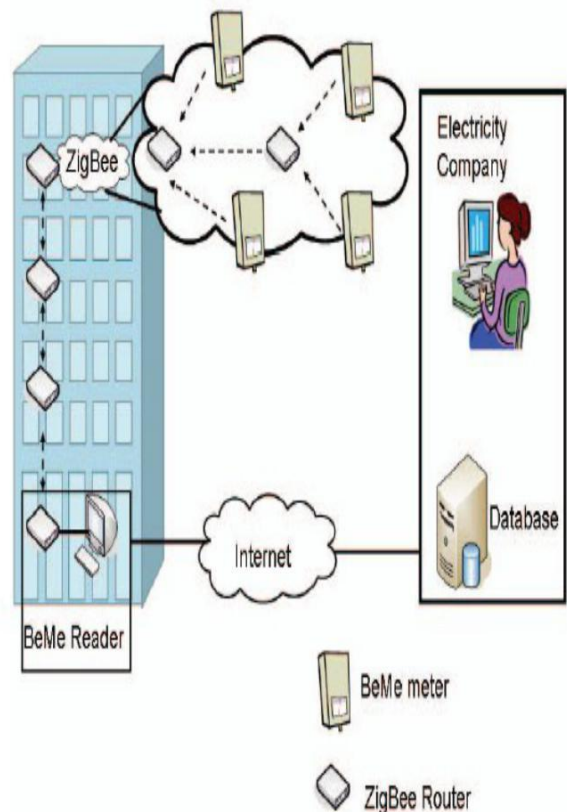 ZigBee
Electricity
Company
Database
Internet
BeMe Reader
BeMe meter
ZigBee Router